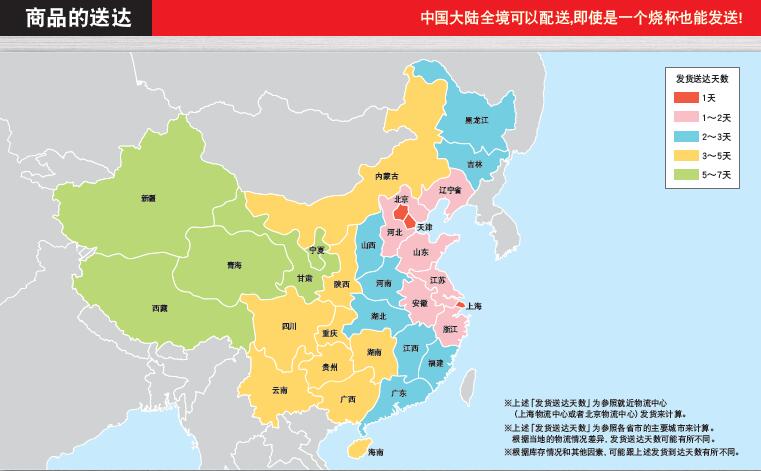 商品的送达
中国大陆全境可以配送,即使是一个烧杯也能发送!
发货送达天数
1天
1～2天
2～3天
3～5天
5～7天
黑龙江
吉林
内蒙古
辽宁省
新疆
北京
天津
河北
山西
宁夏
山东
青海
甘肃
陕西
河南
江苏
西藏
安徽
上海
湖北
四川
重庆
浙江
湖南
江西
贵州
福建
云南
广西
广东
海南
※上述「发货送达天数」为参照就近物流中心
（上海物流中心或者北京物流中心）发货来计算。
※上述「发货送达天数」为参照各省市的主要城市来计算。
根据当地的物流情况差异，发货送达天数可能有所不同。
※根据库存情况和其他因素，可能跟上述发货到达天数有所不同。